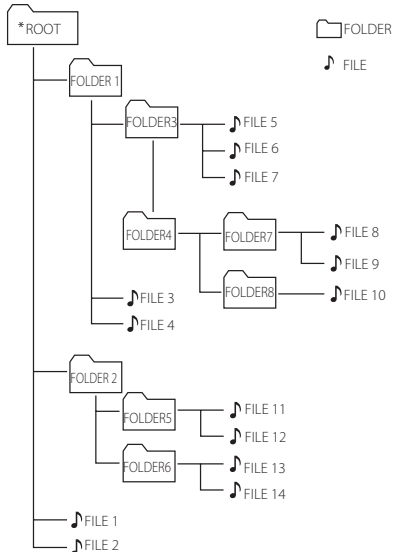 *ROOT
FOLDER
FILE
FOLDER 1
FOLDER3
FILE 5
FILE 6
FILE 7
FOLDER4
FOLDER7
FILE 8
FILE 9
FOLDER8
FILE 10
FILE 3
FILE 4
FOLDER 2
FOLDER5
FILE 11
FILE 12
FOLDER6
FILE 13
FILE 14
FILE 1
FILE 2